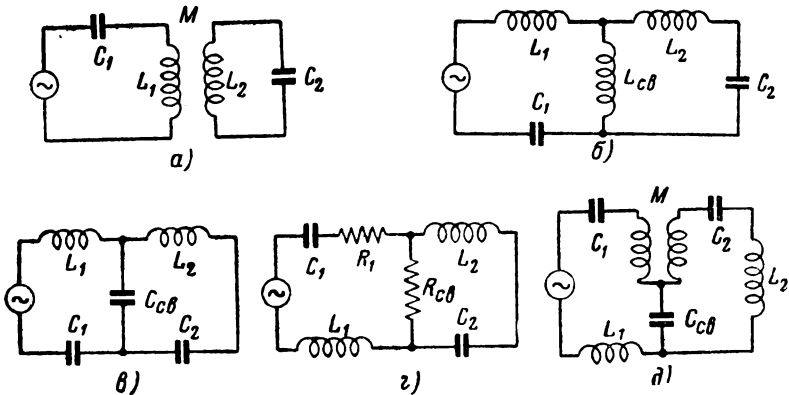 C₁ M L₁ L₂ C₂
а)
L₁ L₂ Lсв C₁ C₂
б)
L₁ L₂ Cсв C₁ C₂
в)
C₁ R₁ L₂ Rсв L₁ C₂
г)
C₁ M C₂ L₂ Cсв L₁
д)